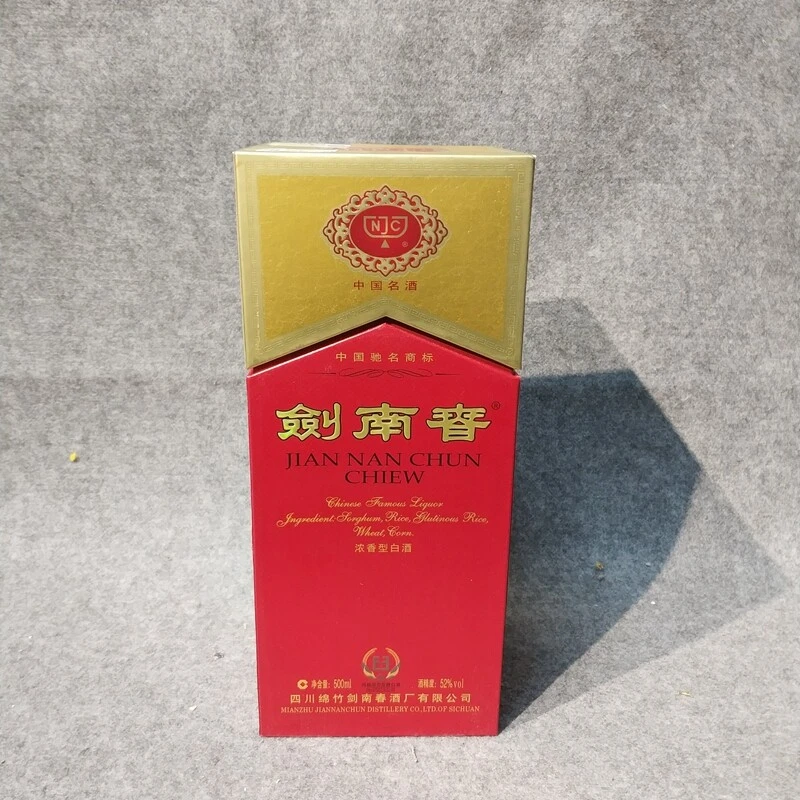 NJC
®
中国名酒
中国驰名商标
劍南春®
JIAN NAN CHUN
CHIEW
Chinese Famous Liquor
Ingredient: Sorghum, Rice, Glutinous Rice,
Wheat, Corn.
浓香型白酒
净含量: 500ml 酒精度: 52%vol
四川绵竹剑南春酒厂有限公司
MIANZHU JIANNANCHUN DISTILLERY CO.,LTD.OF SICHUAN